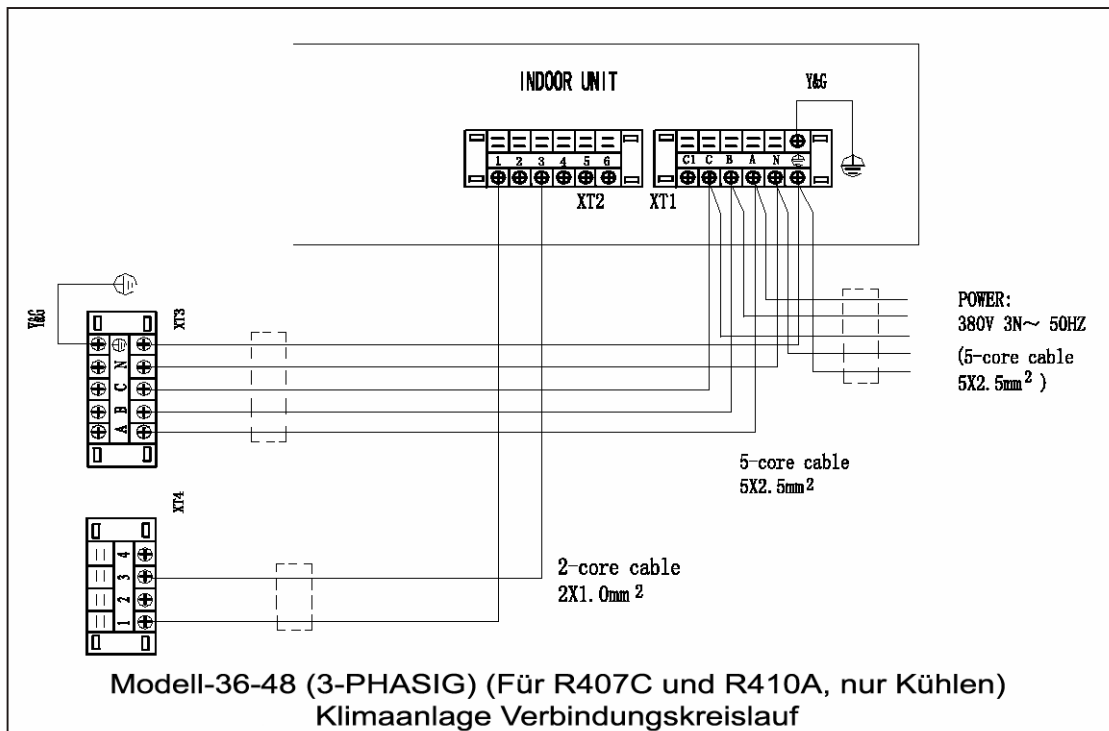 INDOOR UNIT
Y&G
1 2 3 4 5 6
C1 C B A N
XT2
XT1
Y&G
XT3
N
C
B
A
POWER:
380V 3N～ 50HZ
(5-core cable
5X2.5mm²)
5-core cable
5X2.5mm²
XT4
4
3
2
1
2-core cable
2X1.0mm²
Modell-36-48 (3-PHASIG) (Für R407C und R410A, nur Kühlen)
Klimaanlage Verbindungskreislauf